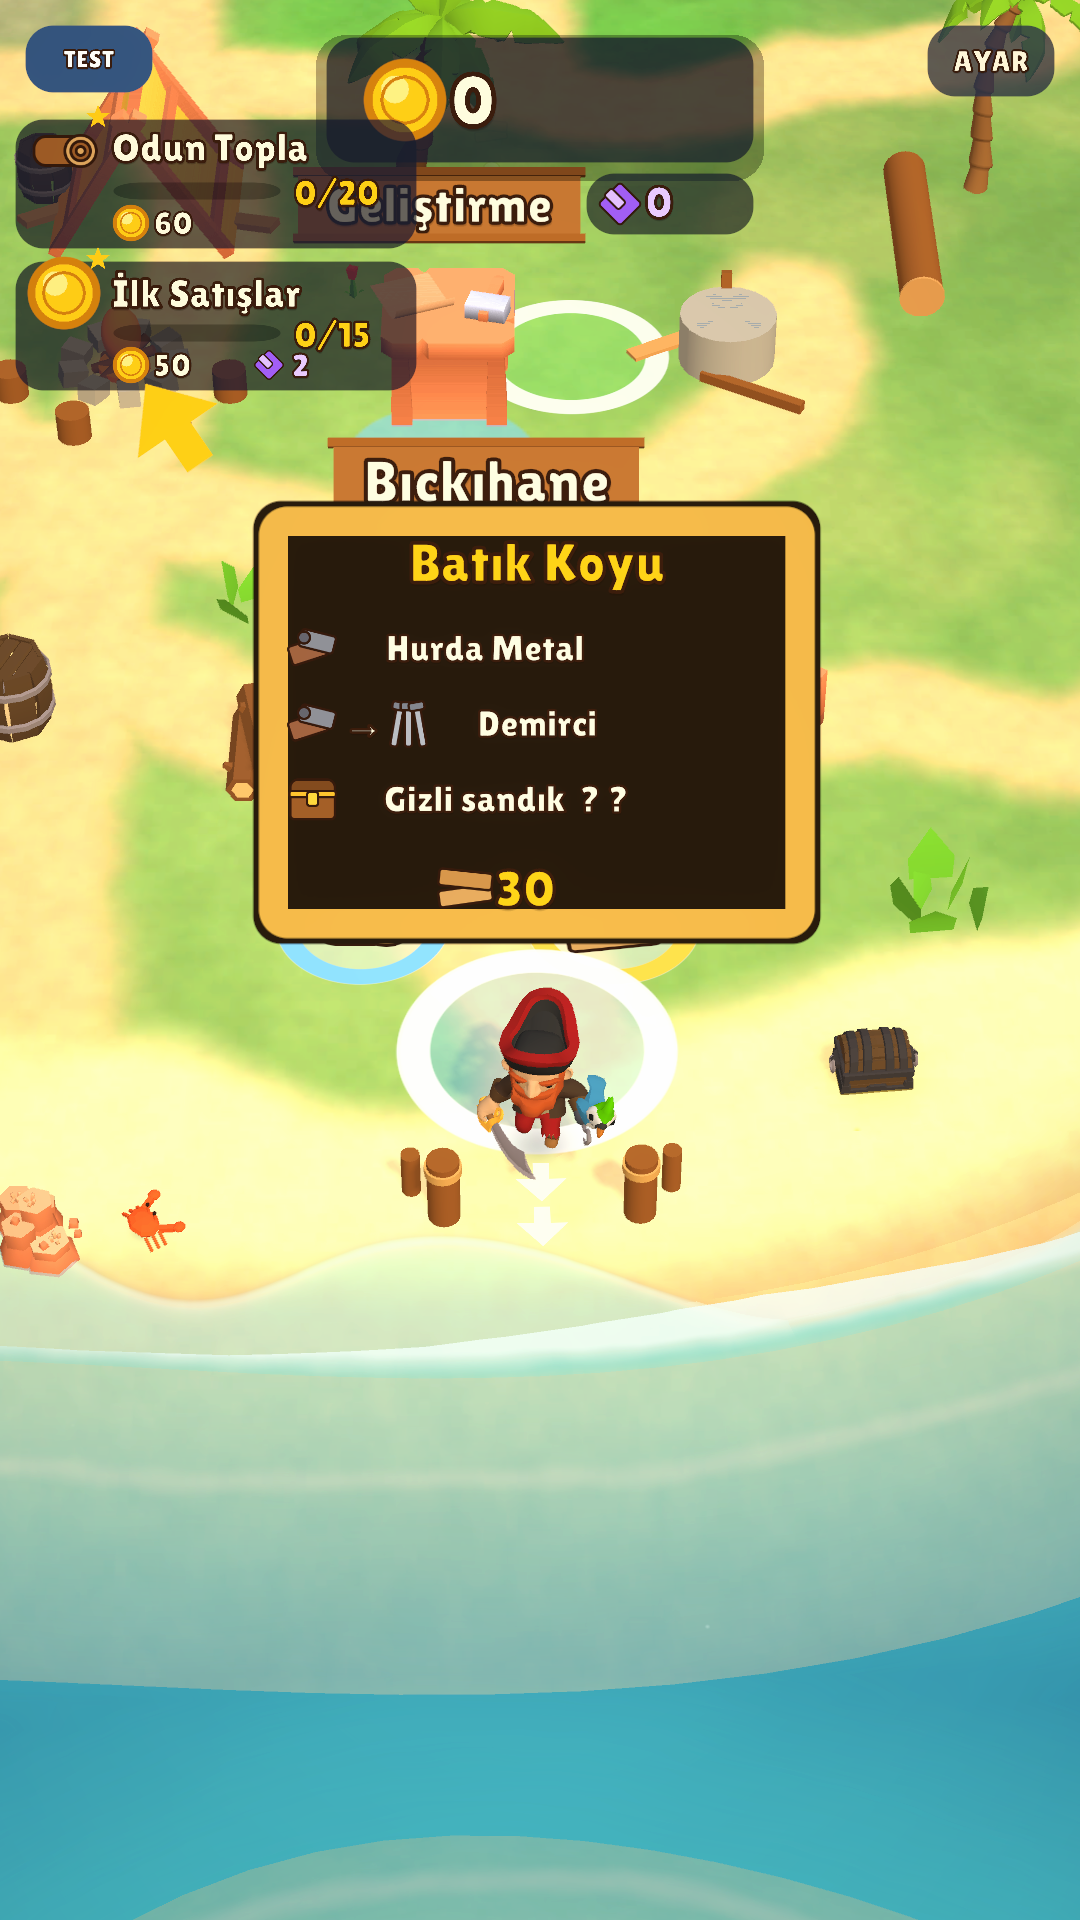 TEST
0
AYAR
Odun Topla
0/20
60
Geliştirme
0
İlk Satışlar
0/15
50
2
Bıçkıhane
Batık Koyu
Hurda Metal
→ Demirci
Gizli sandık ??
30